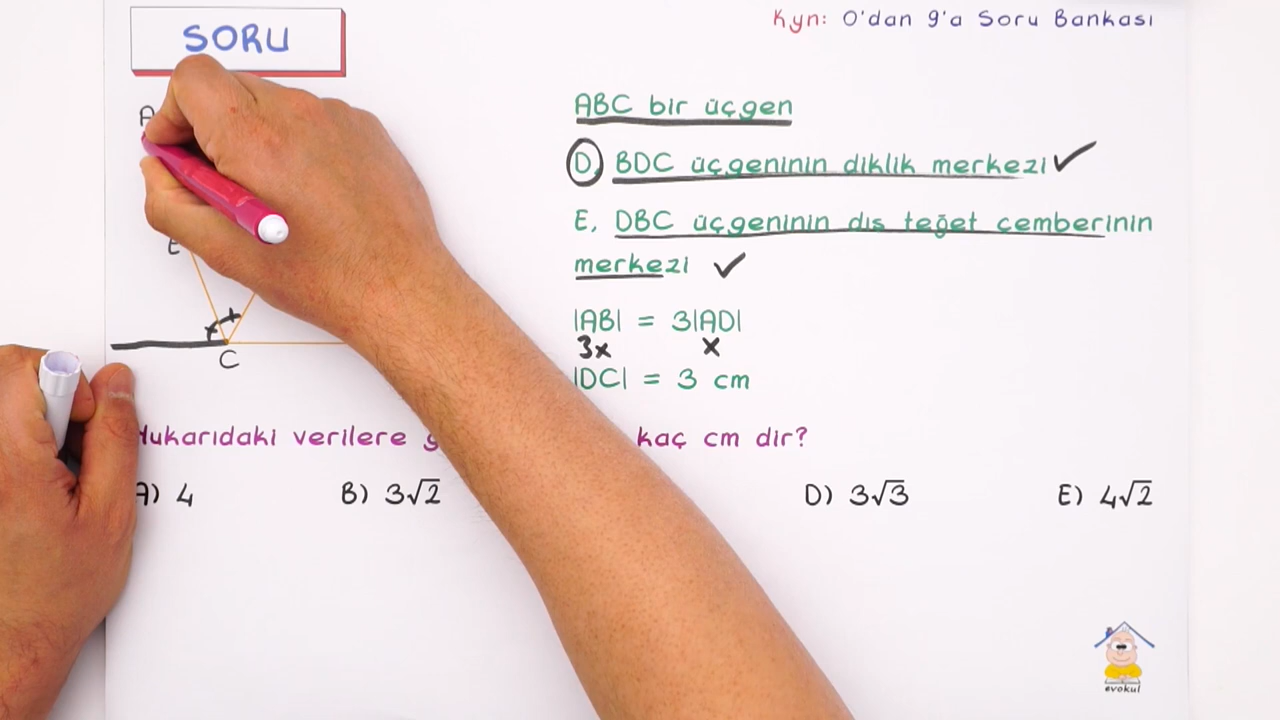 SORU
Kyn: 0'dan 9'a Soru Bankası
A
ABC bir üçgen
D, BDC üçgeninin diklik merkezi
E, DBC üçgeninin dış teğet çemberinin
merkezi
E
|AB| = 3|AD|
3x x
C
|DC| = 3 cm
Yukarıdaki verilere kaç cm dir?
A) 4 B) 3√2 D) 3√3 E) 4√2
evokul